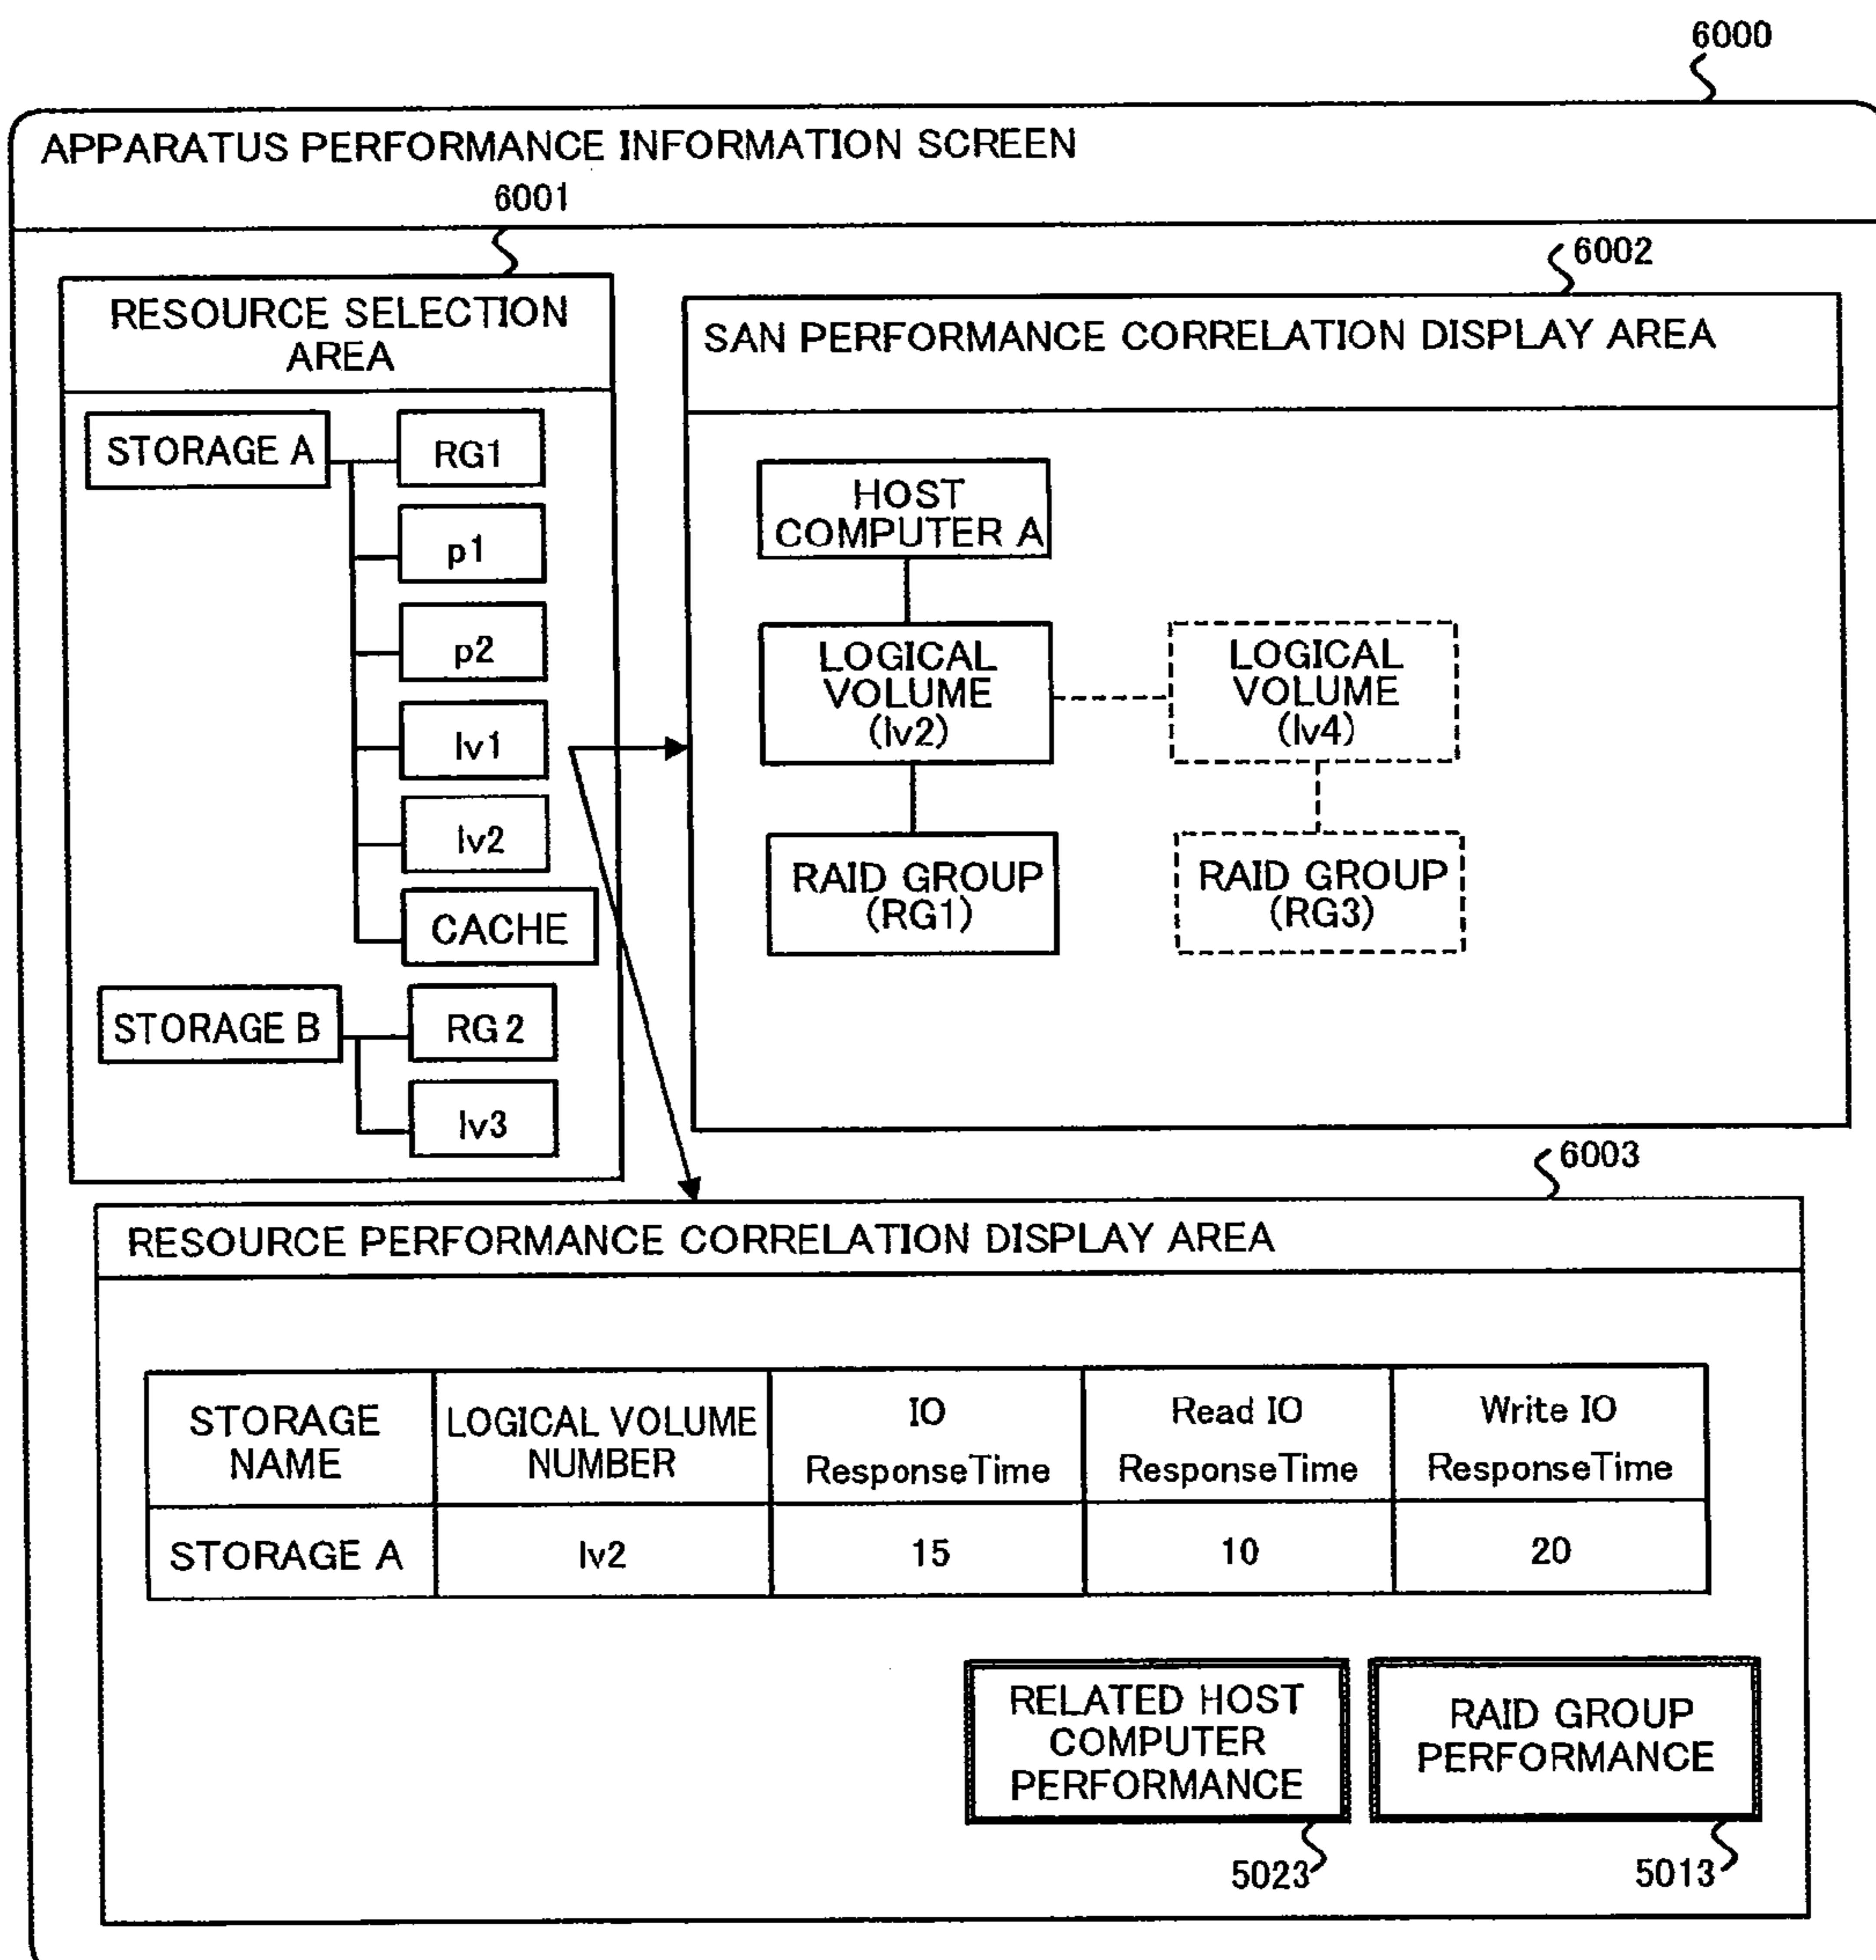 6000
APPARATUS PERFORMANCE INFORMATION SCREEN
6001
6002
RESOURCE SELECTION
AREA
STORAGE A
RG1
p1
p2
lv1
lv2
CACHE
STORAGE B
RG2
lv3
SAN PERFORMANCE CORRELATION DISPLAY AREA
HOST
COMPUTER A
LOGICAL
VOLUME
(lv2)
LOGICAL
VOLUME
(lv4)
RAID GROUP
(RG1)
RAID GROUP
(RG3)
6003
RESOURCE PERFORMANCE CORRELATION DISPLAY AREA
STORAGE
NAME
LOGICAL VOLUME
NUMBER
IO
ResponseTime
Read IO
ResponseTime
Write IO
ResponseTime
STORAGE A
lv2
15
10
20
RELATED HOST
COMPUTER
PERFORMANCE
RAID GROUP
PERFORMANCE
5023
5013